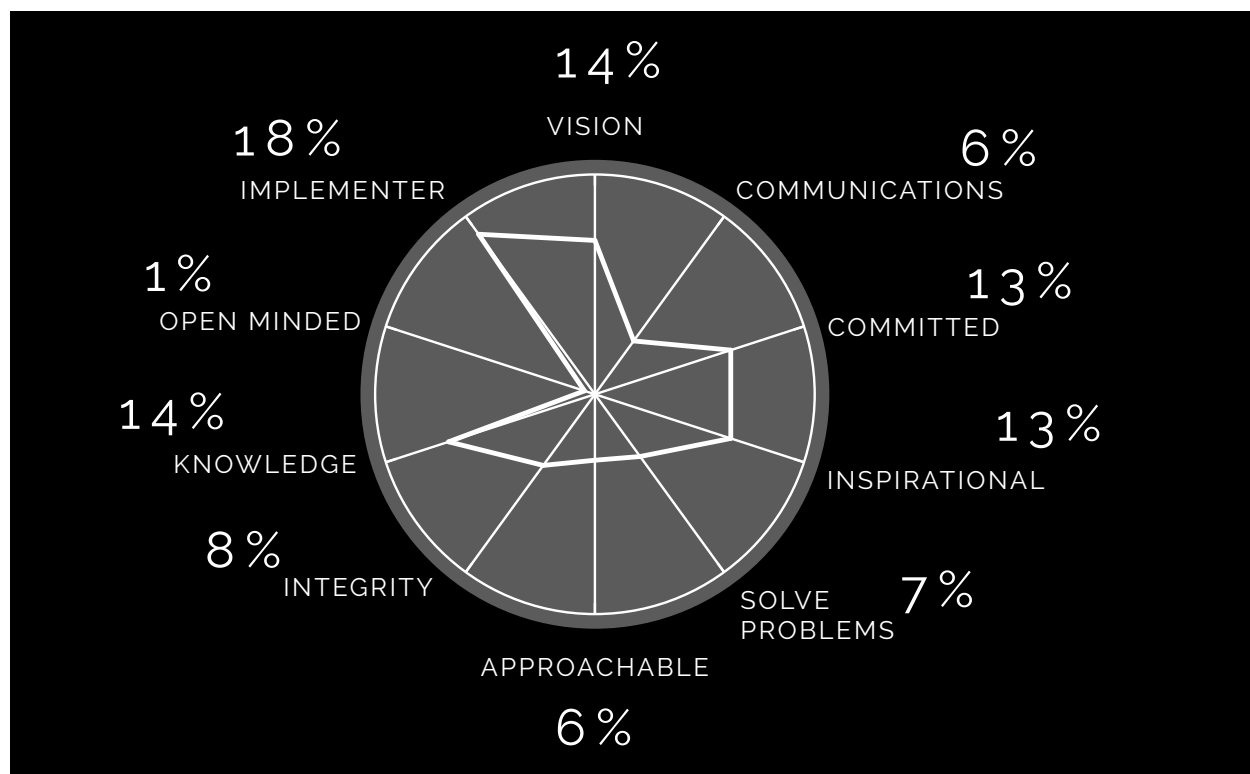 14%
VISION
6%
COMMUNICATIONS
13%
COMMITTED
13%
INSPIRATIONAL
7%
SOLVE
PROBLEMS
APPROACHABLE
6%
8%
INTEGRITY
14%
KNOWLEDGE
1%
OPEN MINDED
18%
IMPLEMENTER